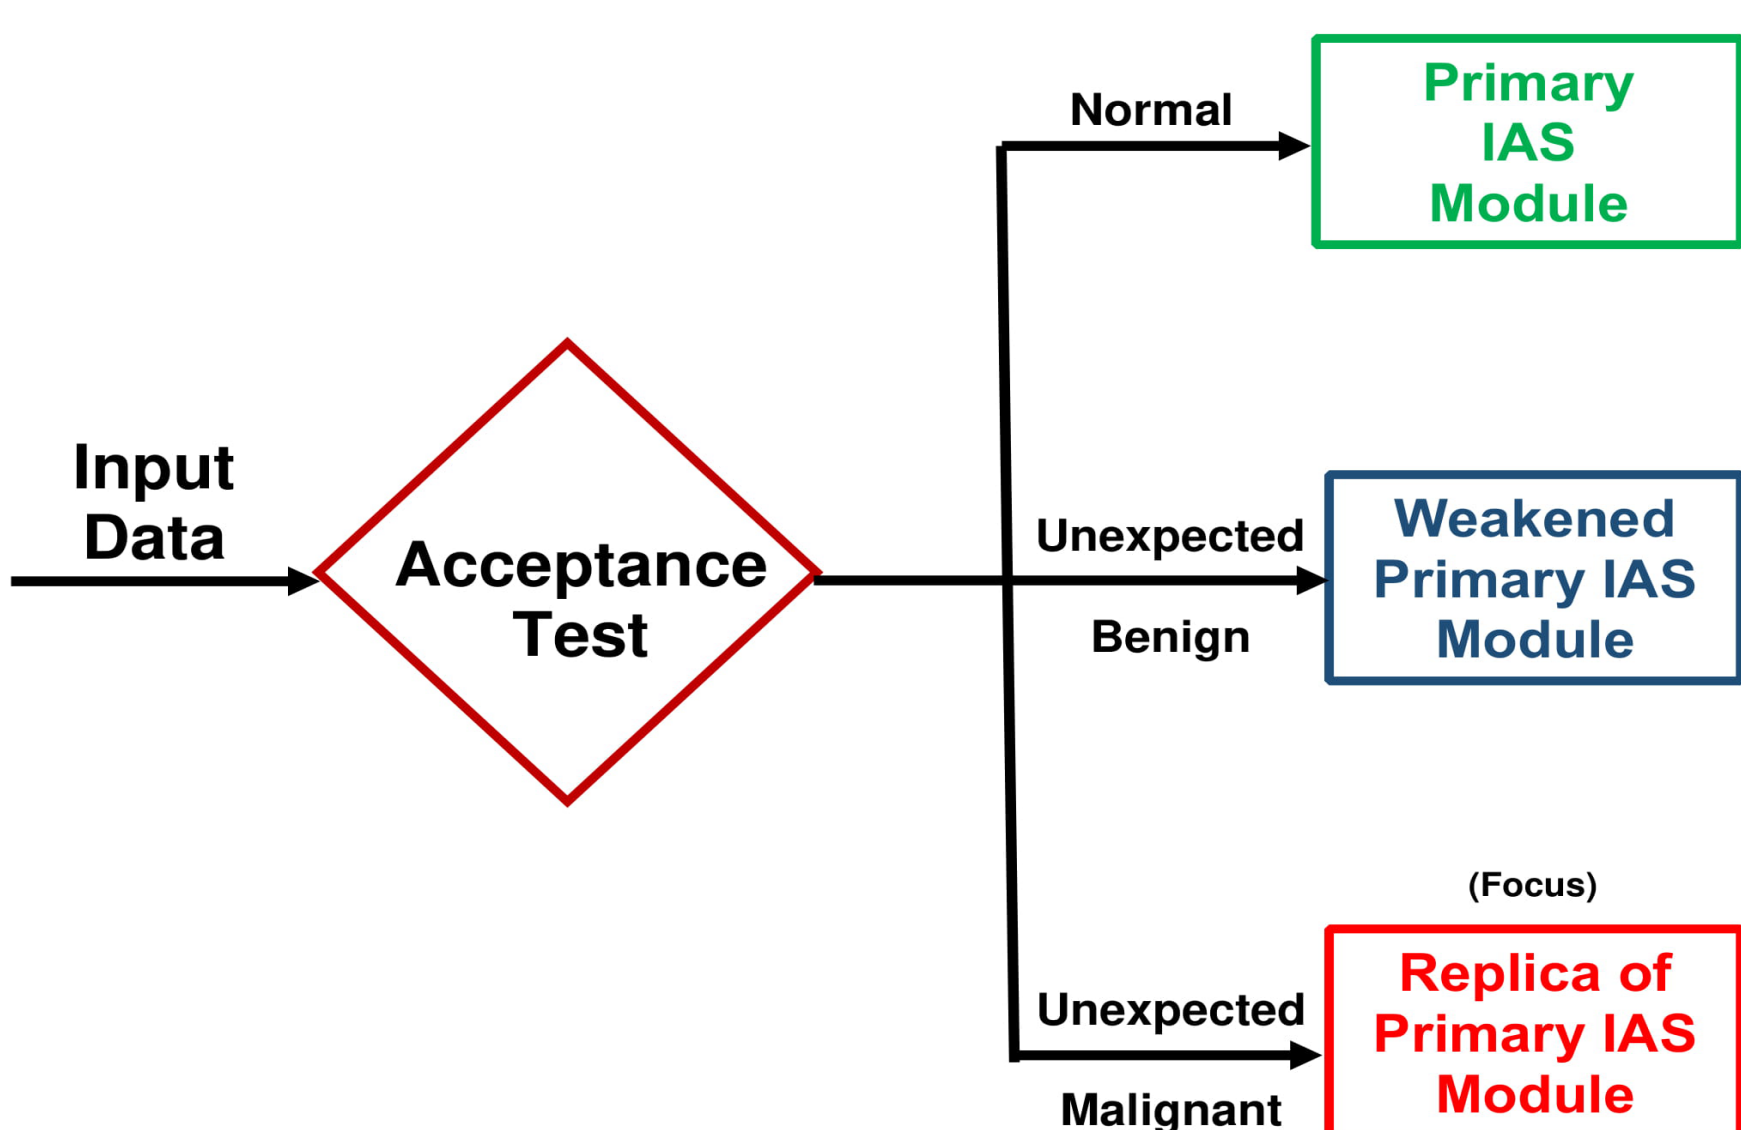 Normal
Primary
IAS
Module
Input
Data
Acceptance
Test
Unexpected
Benign
Weakened
Primary IAS
Module
(Focus)
Unexpected
Malignant
Replica of
Primary IAS
Module